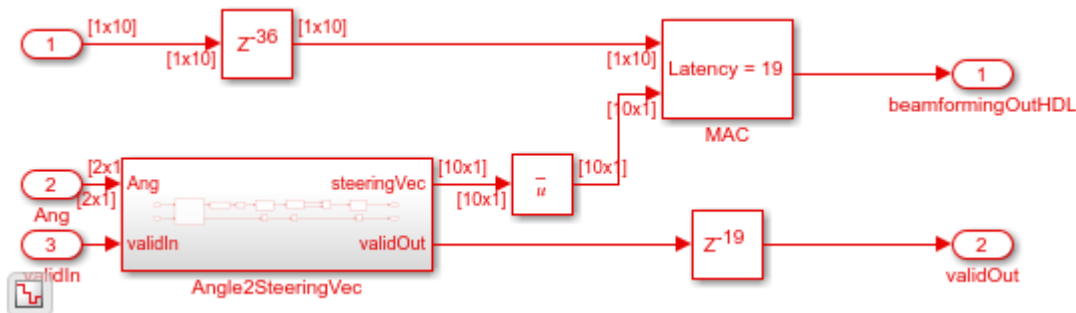 [1x10]
[1x10]
1
[1x10]
Z-36
[1x10]
Latency = 19
1
beamformingOutHDL
[10x1]
MAC
[2x1
[10x1]
[10x1]
2
Ang
steeringVec
u
[2x1]
[10x1]
Ang
3
validIn
validOut
Z-19
2
validIn
validOut
Angle2SteeringVec